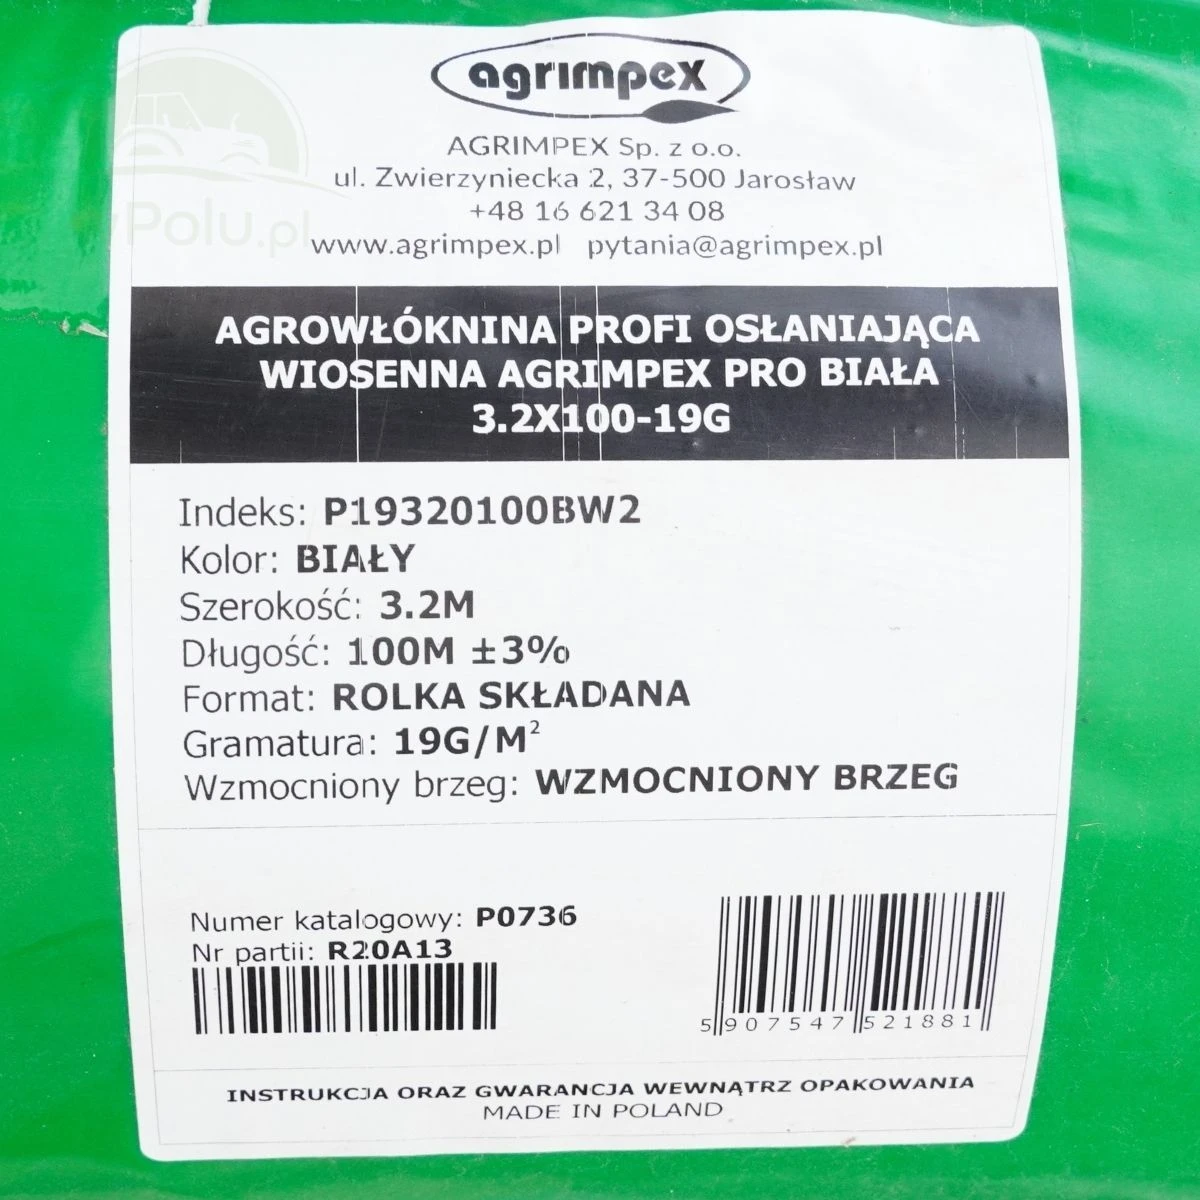 agrimpex
AGRIMPEX Sp. z o.o.
ul. Zwierzyniecka 2, 37-500 Jarosław
+48 16 621 34 08
Polu.pl
www.agrimpex.pl pytania@agrimpex.pl
AGROWŁÓKNINA PROFI OSŁANIAJĄCA
WIOSENNA AGRIMPEX PRO BIAŁA
3.2X100-19G
Indeks: P19320100BW2
Kolor: BIAŁY
Szerokość: 3.2M
Długość: 100M ±3%
Format: ROLKA SKŁADANA
Gramatura: 19G/M²
Wzmocniony brzeg: WZMOCNIONY BRZEG
Numer katalogowy: P0736
Nr partii: R20A13
5 907547 521881
INSTRUKCJA ORAZ GWARANCJA WEWNĄTRZ OPAKOWANIA
MADE IN POLAND